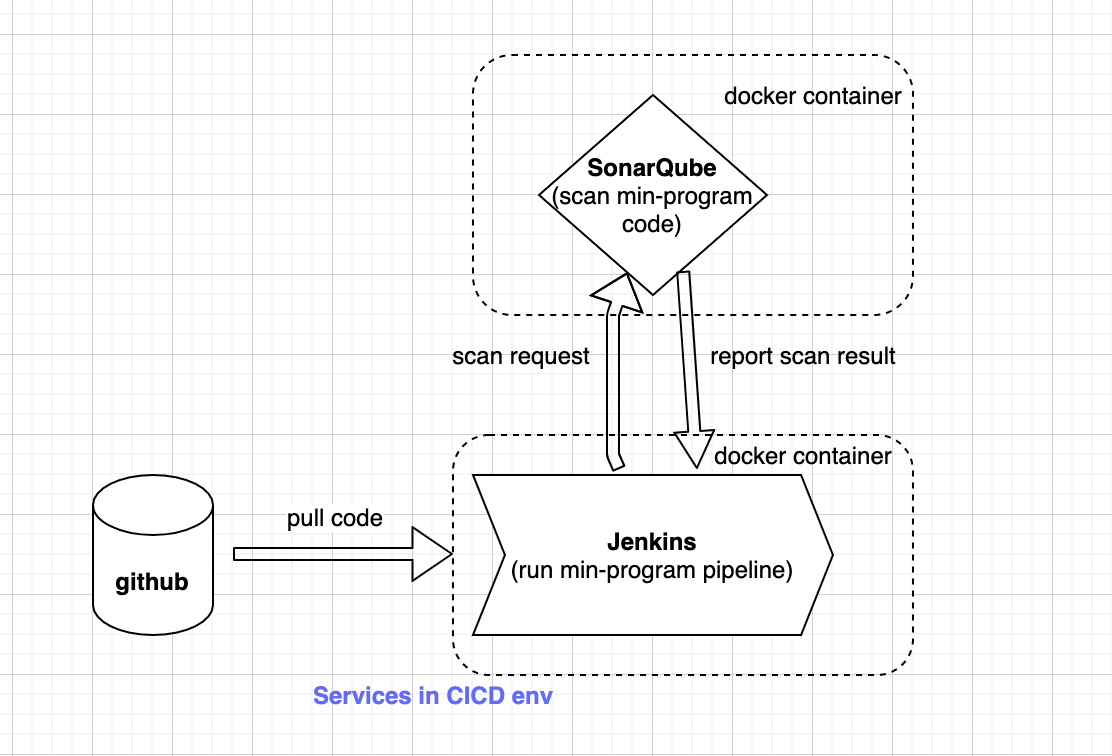 docker container
SonarQube
(scan min-program
code)
scan request
report scan result
docker container
pull code
github
Jenkins
(run min-program pipeline)
Services in CICD env